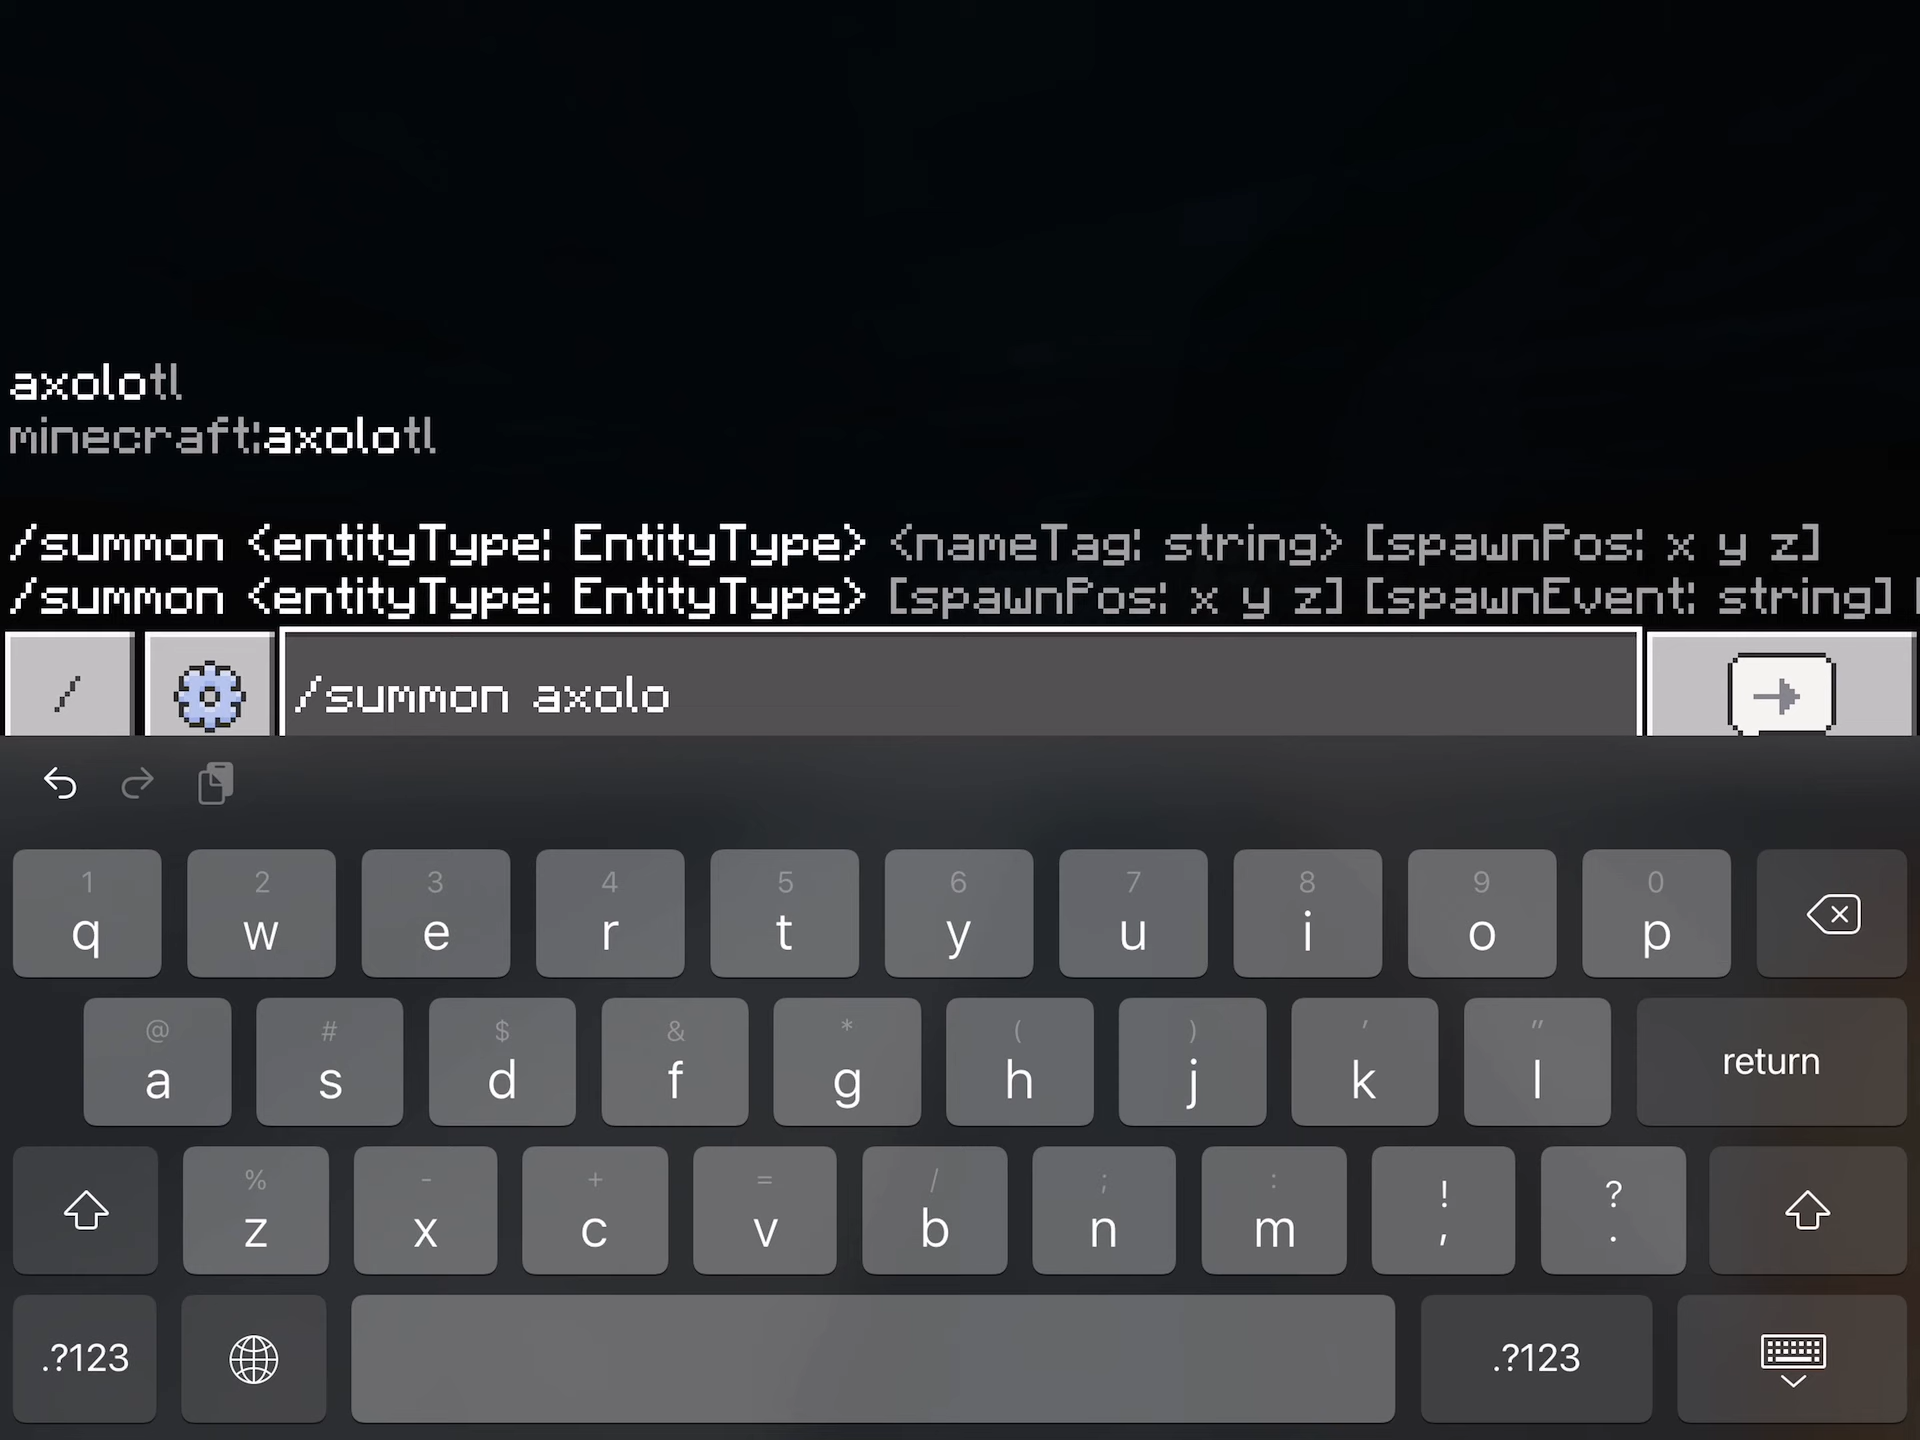 axolotl
minecraft:axolotl
/summon <entityType: EntityType> <nameTag: string> [spawnPos: x y z]
/summon <entityType: EntityType> [spawnPos: x y z] [spawnEvent: string] [
/
/summon axolo
1 2 3 4 5 6 7 8 9 0
q w e r t y u i o p
@ # $ & * ( ) ' "
a s d f g h j k l return
% - + = / ; : ! ?
z x c v b n m , .
.?123 .?123